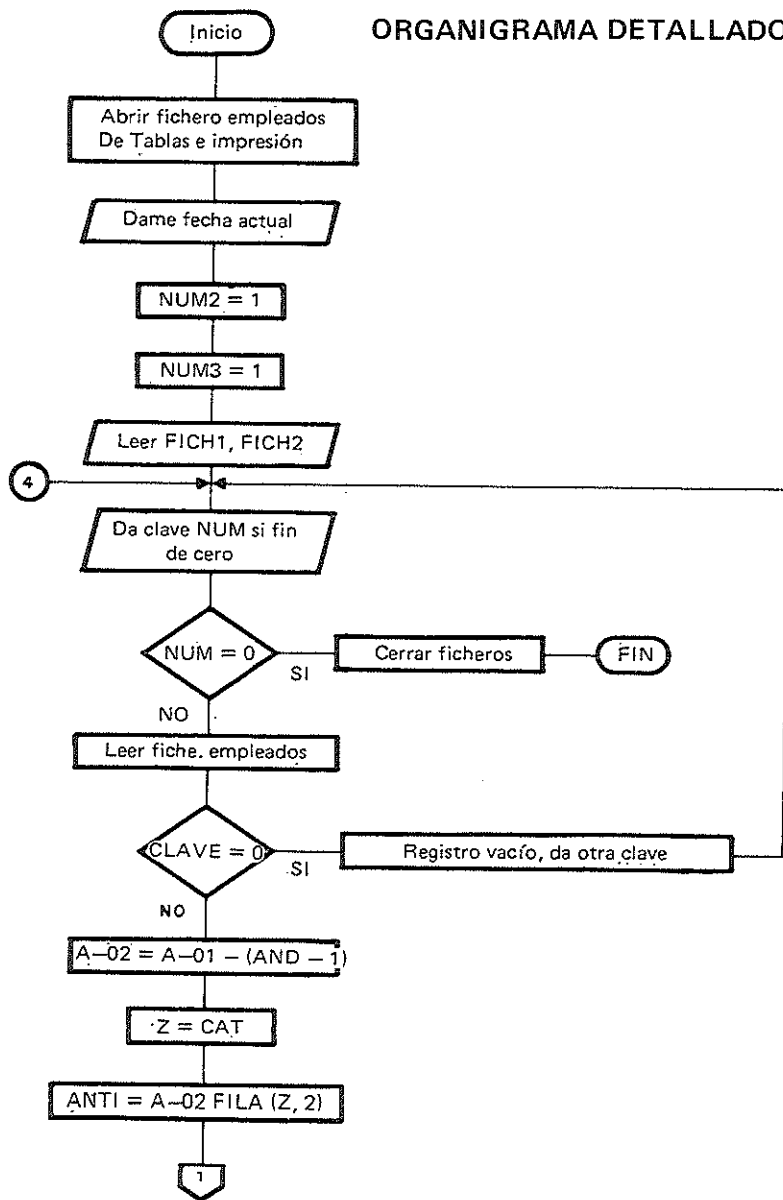 Inicio
ORGANIGRAMA DETALLADO
Abrir fichero empleados
De Tablas e impresión
Dame fecha actual
NUM2 = 1
NUM3 = 1
Leer FICH1, FICH2
4
Da clave NUM si fin
de cero
NUM = 0
SI
Cerrar ficheros
FIN
NO
Leer fiche. empleados
CLAVE = 0
SI
Registro vacío, da otra clave
NO
A–02 = A–01 – (AND – 1)
Z = CAT
ANTI = A–02 FILA (Z, 2)
1